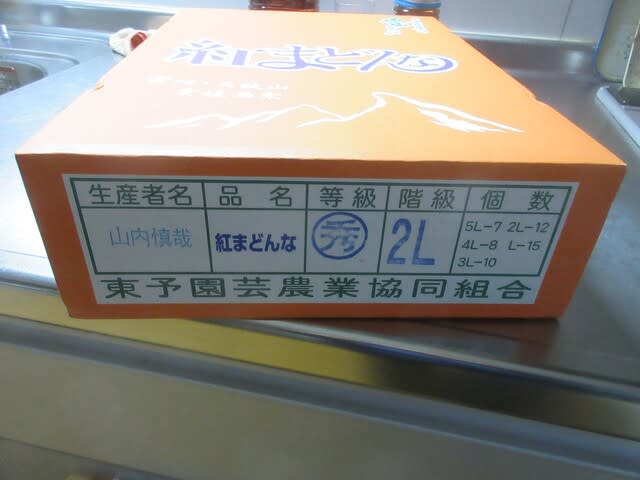 紅まどんな
生産者名 品名 等級 階級 個数
山内慎哉 紅まどんな 秀 2L 5L-7 2L-12
4L-8 L-15
3L-10
東予園芸農業協同組合